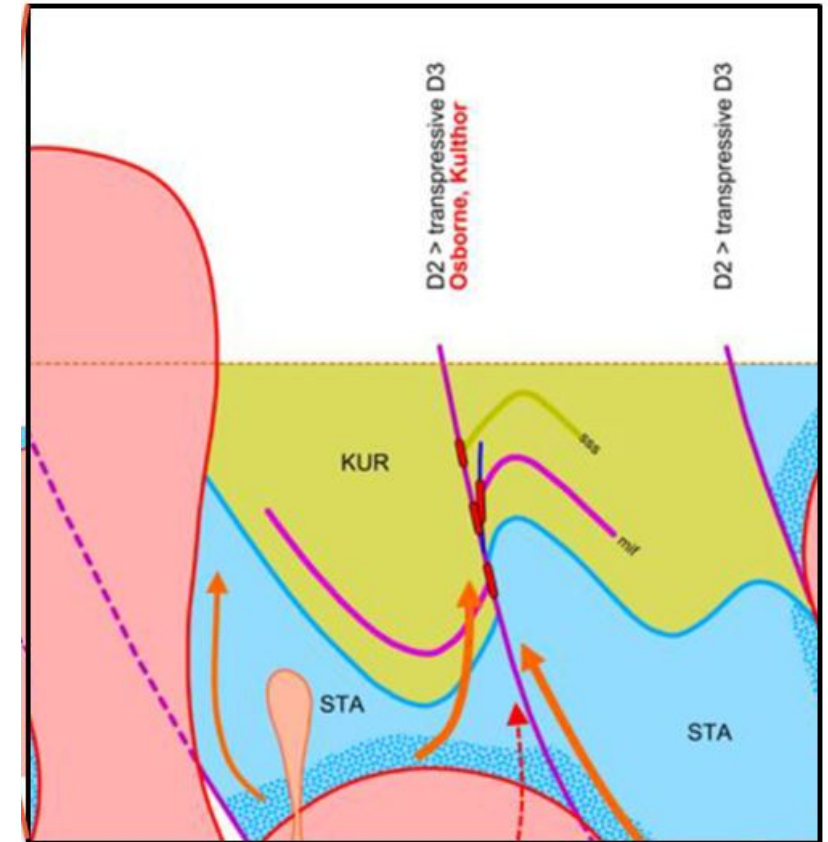 D2 > transpressive D3
Osborne, Kulthor
D2 > transpressive D3
KUR
sss
mif
STA
STA